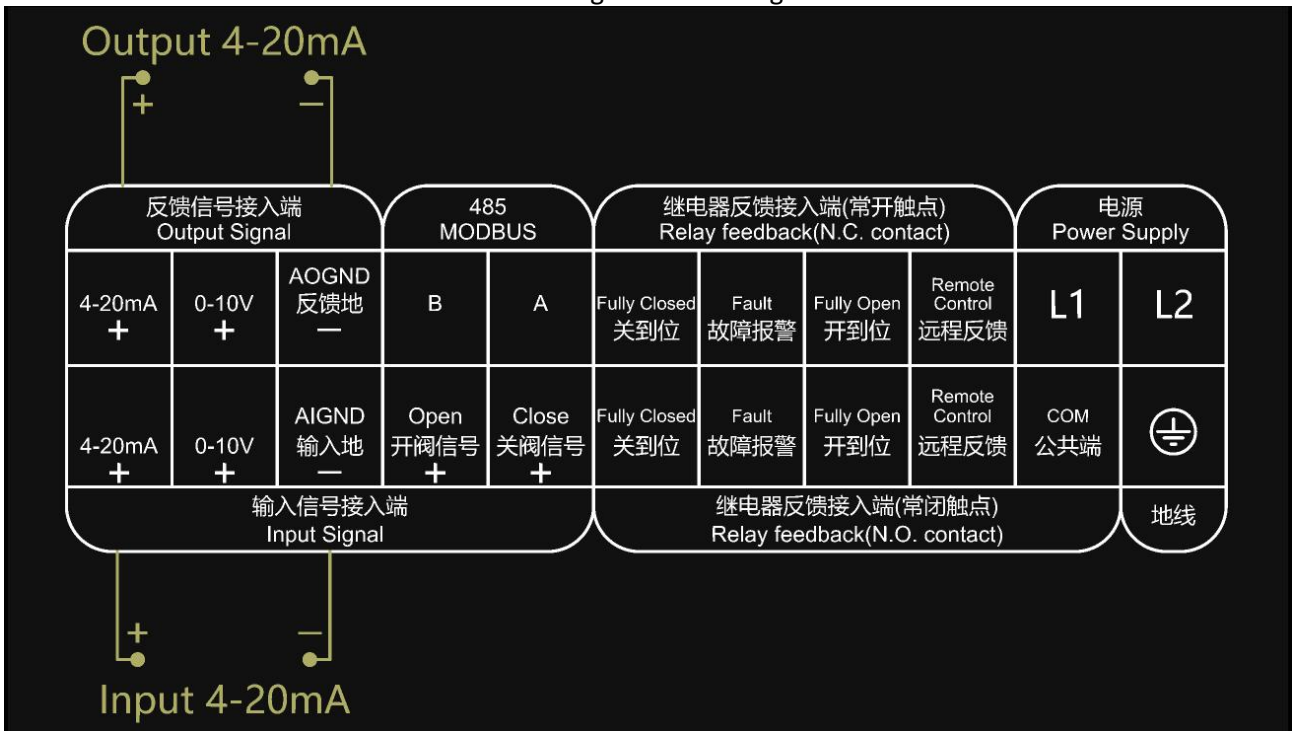 Output 4-20mA
+ —
反馈信号接入端
Output Signal
485
MODBUS
继电器反馈接入端(常开触点)
Relay feedback(N.C. contact)
电源
Power Supply
4-20mA
+
0-10V
+
AOGND
反馈地
—
B
A
Fully Closed
关到位
Fault
故障报警
Fully Open
开到位
Remote
Control
远程反馈
L1
L2
4-20mA
+
0-10V
+
AIGND
输入地
—
Open
开阀信号
+
Close
关阀信号
+
Fully Closed
关到位
Fault
故障报警
Fully Open
开到位
Remote
Control
远程反馈
COM
公共端
输入信号接入端
Input Signal
继电器反馈接入端(常闭触点)
Relay feedback(N.O. contact)
地线
+ —
Input 4-20mA